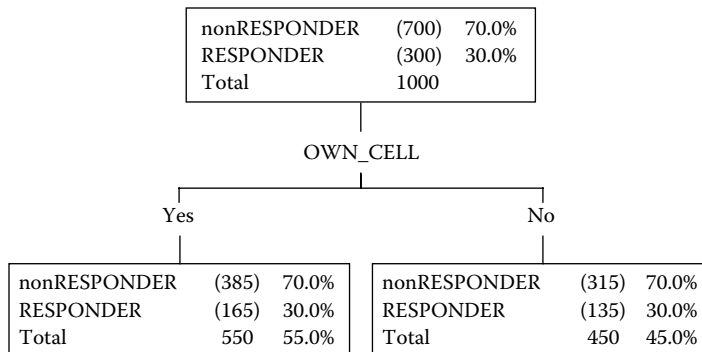 nonRESPONDER (700) 70.0%
RESPONDER (300) 30.0%
Total 1000
OWN_CELL
Yes
No
nonRESPONDER (385) 70.0%
RESPONDER (165) 30.0%
Total 550 55.0%
nonRESPONDER (315) 70.0%
RESPONDER (135) 30.0%
Total 450 45.0%